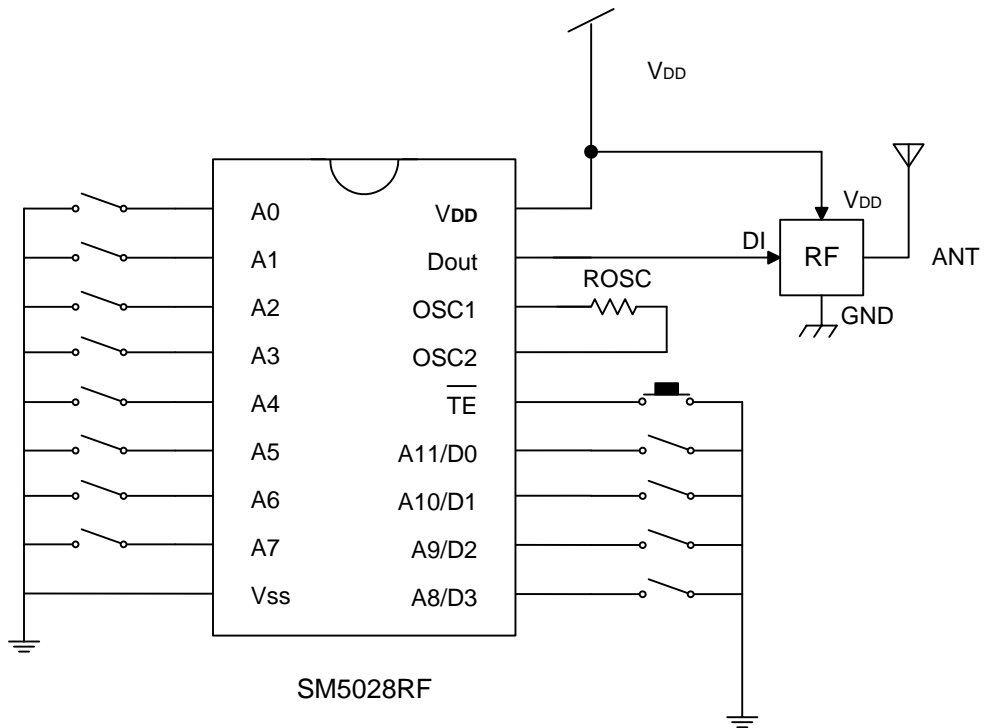 VDD
A0
A1
A2
A3
A4
A5
A6
A7
Vss
VDD
Dout
OSC1
OSC2
TE
A11/D0
A10/D1
A9/D2
A8/D3
ROSC
DI
VDD
RF
GND
ANT
SM5028RF